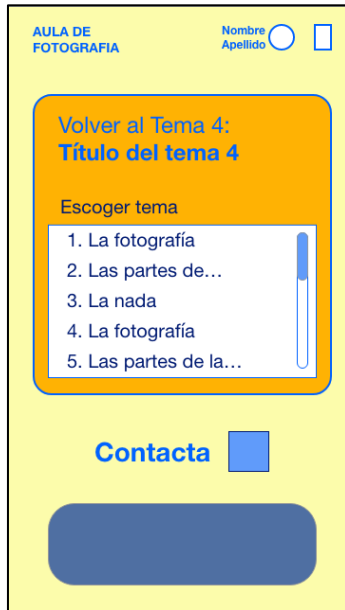 AULA DE
FOTOGRAFIA
Nombre
Apellido
Volver al Tema 4:
Título del tema 4
Escoger tema
1. La fotografía
2. Las partes de…
3. La nada
4. La fotografía
5. Las partes de la…
Contacta